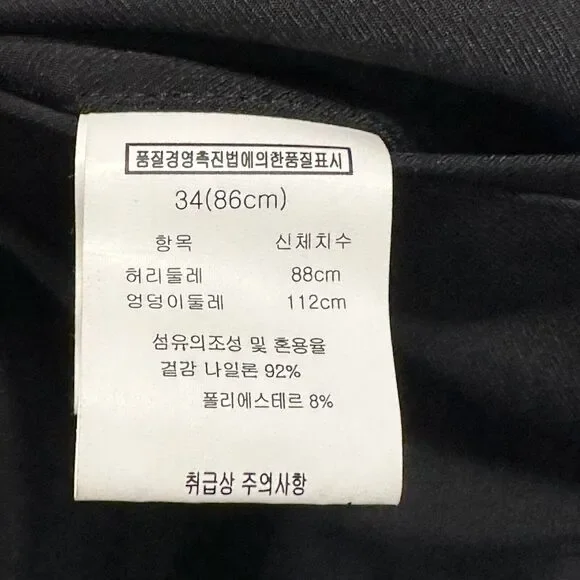 품질경영촉진법에의한품질표시
34(86cm)
항목 신체치수
허리둘레 88cm
엉덩이둘레 112cm
섬유의조성 및 혼용율
겉감 나일론 92%
폴리에스테르 8%
취급상 주의사항